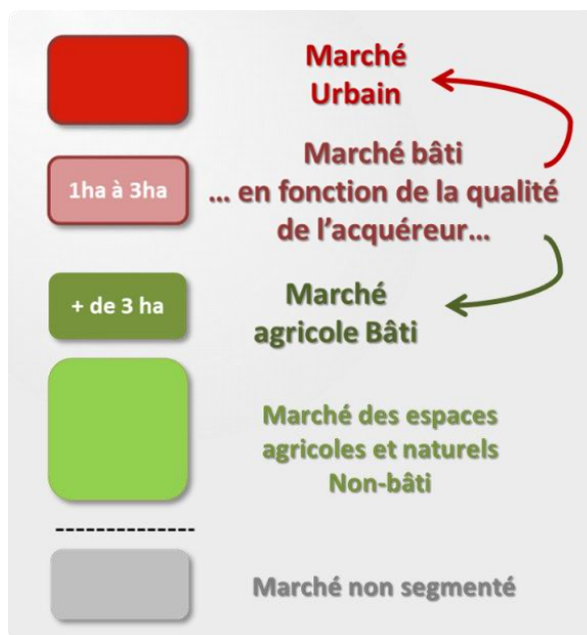 Marché
Urbain
1ha à 3ha
Marché bâti
... en fonction de la qualité
de l'acquéreur...
+ de 3 ha
Marché
agricole Bâti
Marché des espaces
agricoles et naturels
Non-bâti
Marché non segmenté